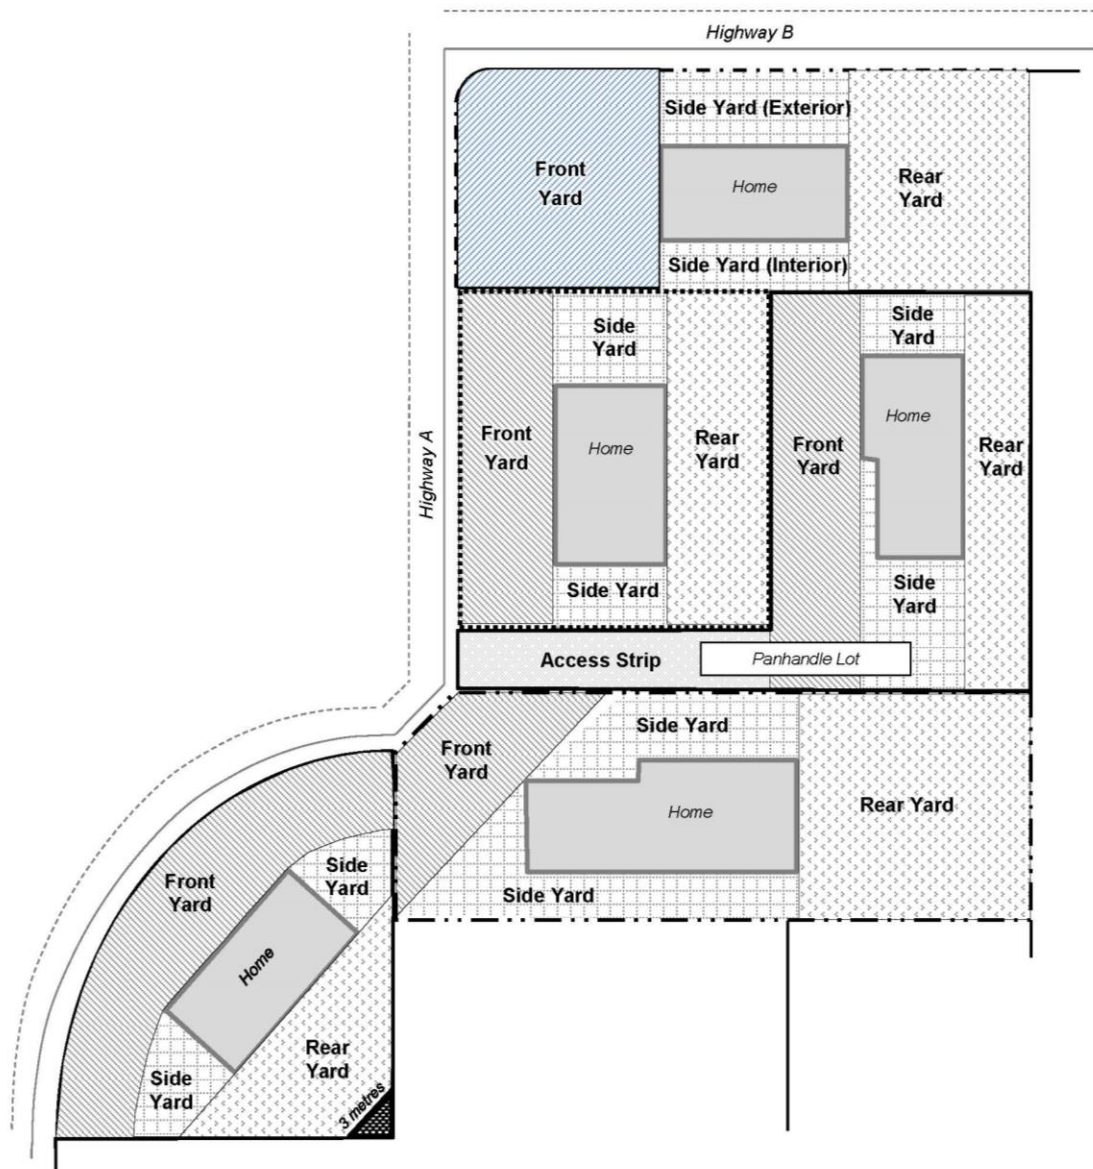 Highway B
Side Yard (Exterior)
Front
Yard
Home
Rear
Yard
Side Yard (Interior)
Side
Yard
Side
Yard
Highway A
Front
Yard
Home
Rear
Yard
Front
Yard
Home
Rear
Yard
Side Yard
Side
Yard
Access Strip
Panhandle Lot
Front
Yard
Side Yard
Home
Rear Yard
Side Yard
Front
Yard
Side
Yard
Home
Rear
Yard
Side
Yard
3 metres